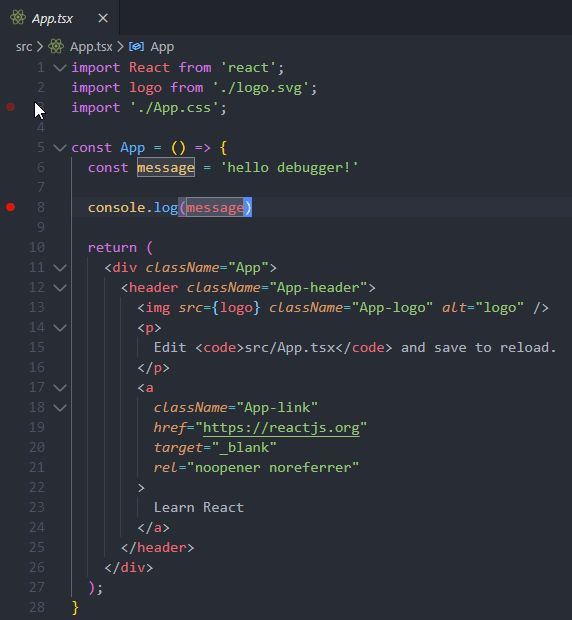 App.tsx
src > App.tsx > App
1 import React from 'react';
2 import logo from './logo.svg';
3 import './App.css';
4
5 const App = () => {
6 const message = 'hello debugger!'
7
8 console.log(message)
9
10 return (
11 <div className="App">
12 <header className="App-header">
13 <img src={logo} className="App-logo" alt="logo" />
14 <p>
15 Edit <code>src/App.tsx</code> and save to reload.
16 </p>
17 <a
18 className="App-link"
19 href="https://reactjs.org"
20 target="_blank"
21 rel="noopener noreferrer"
22 >
23 Learn React
24 </a>
25 </header>
26 </div>
27 );
28 }